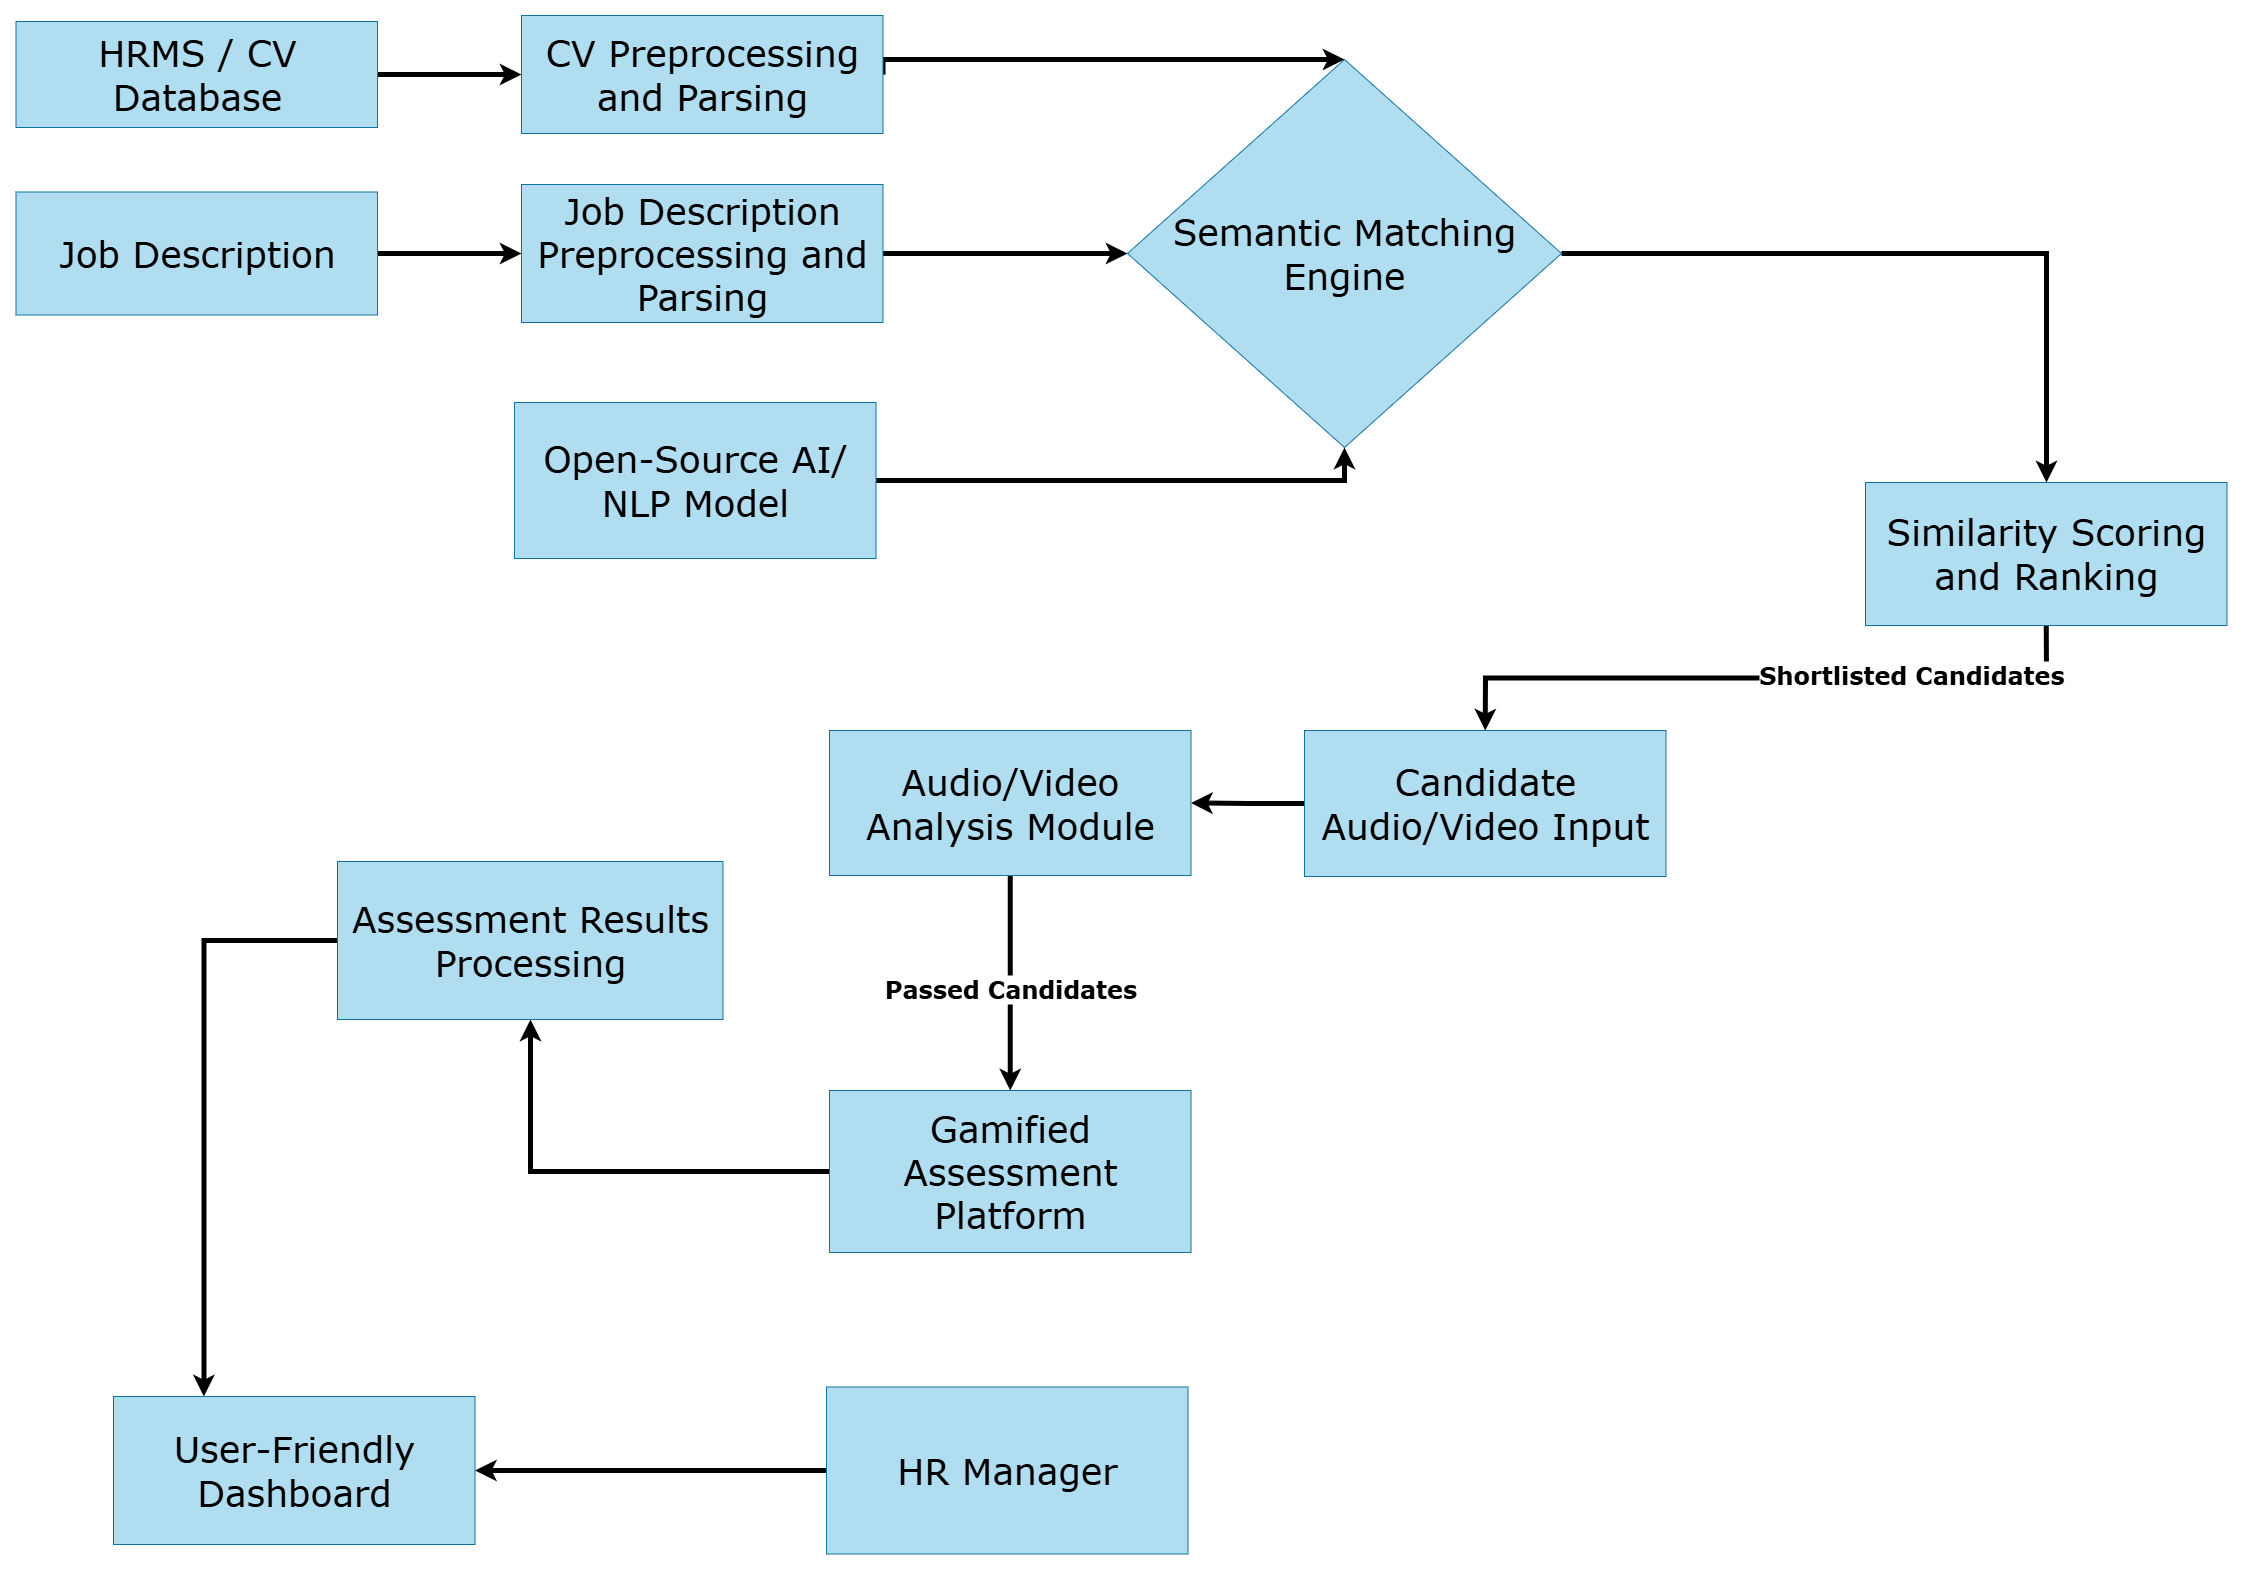 HRMS / CV
Database
CV Preprocessing
and Parsing
Job Description
Job Description
Preprocessing and
Parsing
Semantic Matching
Engine
Open-Source AI/
NLP Model
Similarity Scoring
and Ranking
Shortlisted Candidates
Candidate
Audio/Video Input
Audio/Video
Analysis Module
Passed Candidates
Gamified
Assessment
Platform
Assessment Results
Processing
User-Friendly
Dashboard
HR Manager